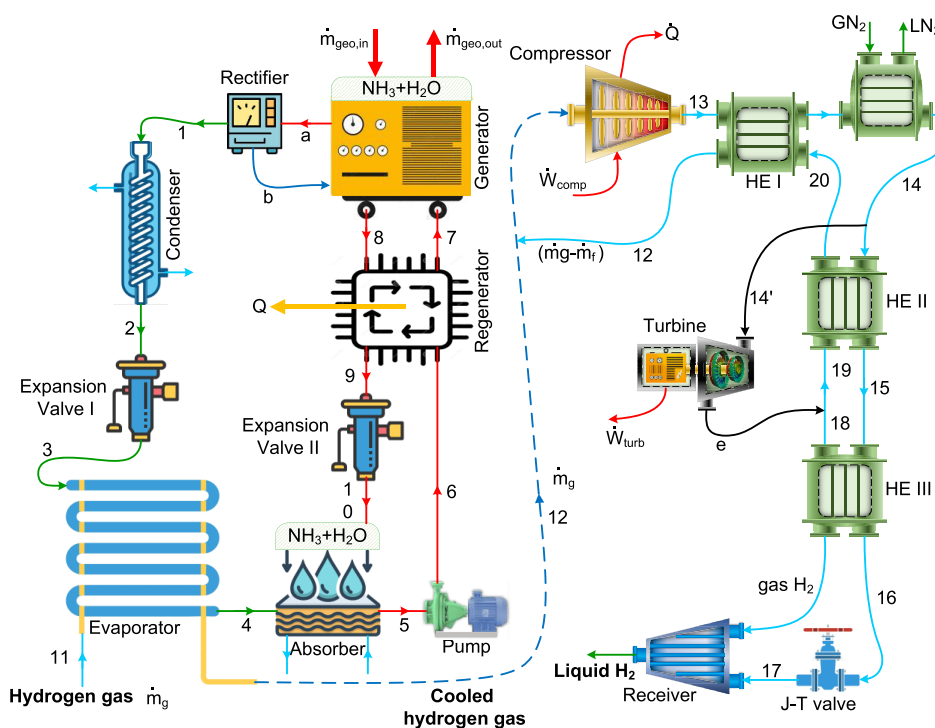 ṁgeo,in
ṁgeo,out
GN2
LN2
Compressor
Q̇
Rectifier
NH3+H2O
1
a
13
b
Generator
HE I
Ẇcomp
20
14
Condenser
8
7
(ṁg-ṁf)
12
Regenerator
HE II
Q
14'
2
Turbine
9
19
15
Expansion
Valve I
Expansion
Valve II
18
Ẇturb
e
3
HE III
1
0
6
ṁg
12
NH3+H2O
gas H2
16
4
5
Evaporator
Absorber
Pump
11
Liquid H2
17
Hydrogen gas ṁg
Cooled
hydrogen gas
Receiver
J-T valve